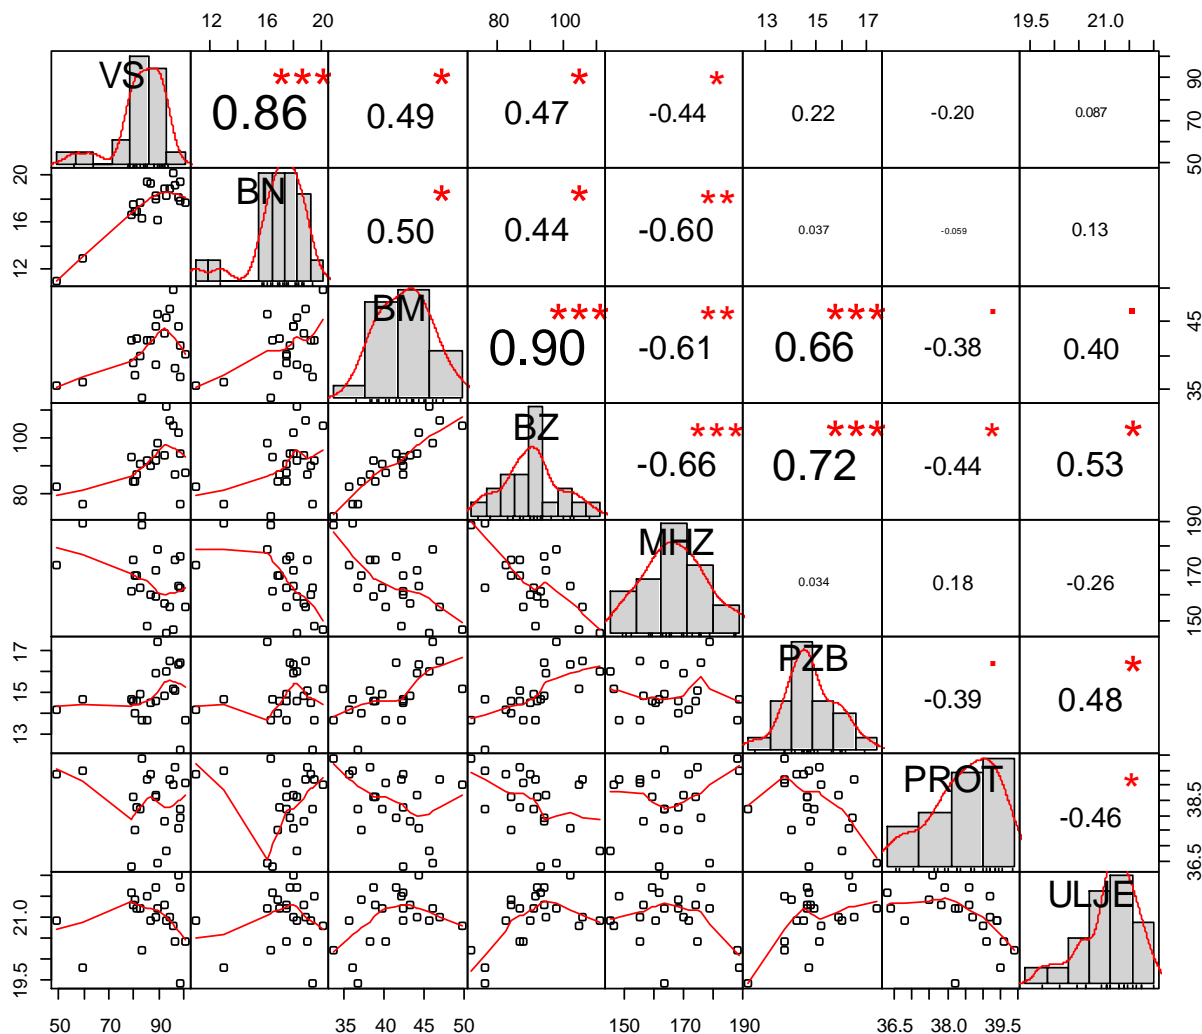 12 16 20 80 100 13 15 17 19.5 21.0
VS 0.86 *** 0.49 * 0.47 * -0.44 * 0.22 -0.20 0.087 50 70 90
12 16 20 BN 0.50 * 0.44 * -0.60 ** 0.037 -0.059 0.13
BM 0.90 *** -0.61 ** 0.66 *** -0.38 . 0.40 . 35 45
80 100 BZ -0.66 *** 0.72 *** -0.44 * 0.53 *
MHZ 0.034 0.18 -0.26 150 170 190
13 15 17 PZB -0.39 . 0.48 *
PROT -0.46 * 36.5 38.5
19.5 21.0 ULJE
50 70 90 35 40 45 50 150 170 190 36.5 38.0 39.5